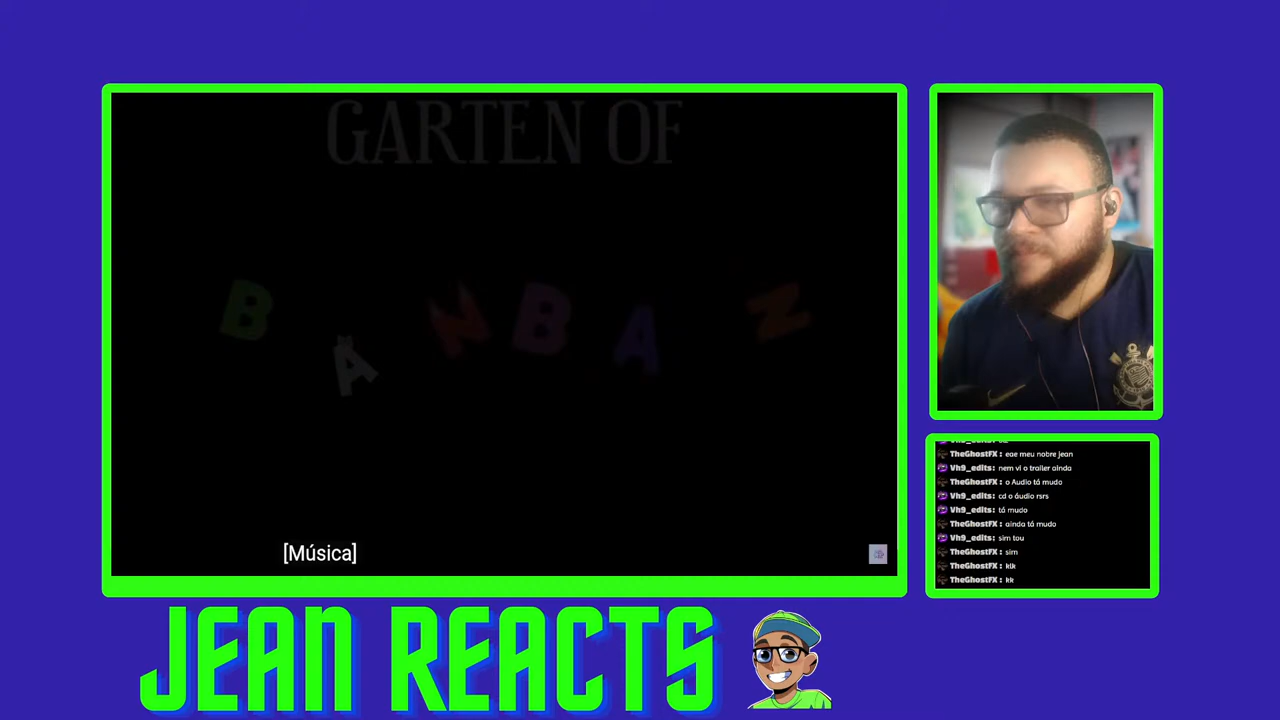 GARTEN OF
B A N B A N
[Música]
TheGhostFX: eae meu nobre jean
Vh9_edits: nem vi o trailer ainda
TheGhostFX: o Audio tá mudo
Vh9_edits: cd o áudio rsrs
Vh9_edits: tá mudo
TheGhostFX: ainda tá mudo
Vh9_edits: sim tou
TheGhostFX: sim
TheGhostFX: klk
TheGhostFX: kk
JEAN REACTS